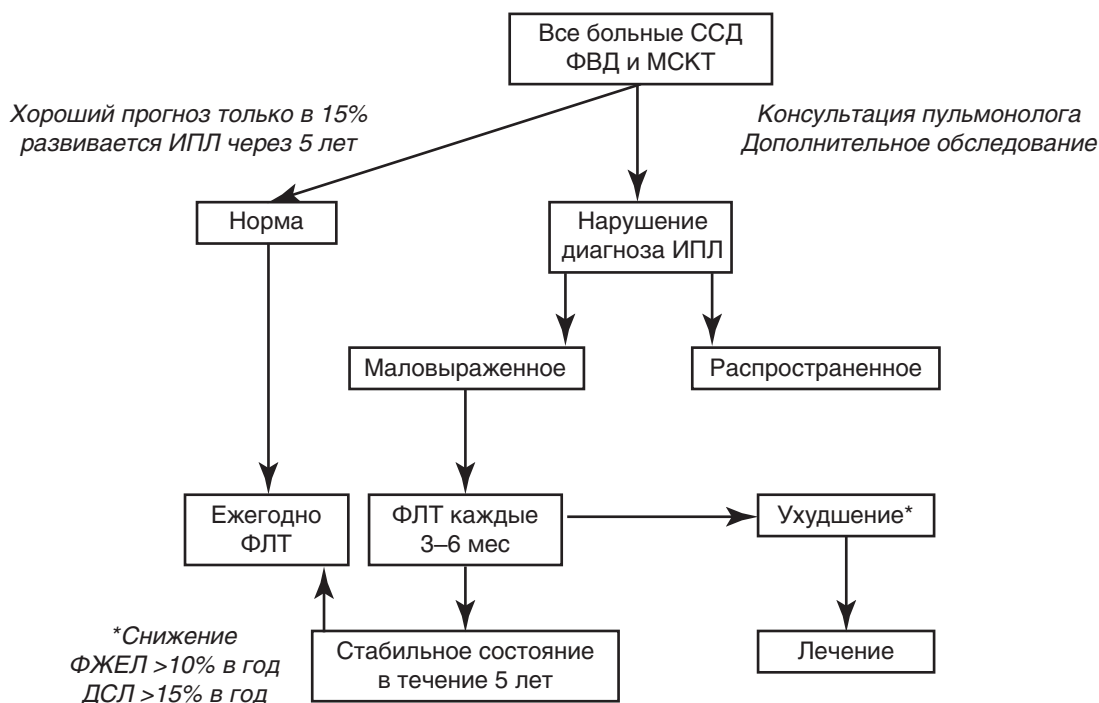 Все больные ССД
ФВД и МСКТ
Хороший прогноз только в 15%
развивается ИПЛ через 5 лет
Консультация пульмонолога
Дополнительное обследование
Норма
Нарушение
диагноза ИПЛ
Маловыраженное
Распространенное
Ежегодно
ФЛТ
ФЛТ каждые
3–6 мес
Ухудшение*
*Снижение
ФЖЕЛ >10% в год
ДСЛ >15% в год
Стабильное состояние
в течение 5 лет
Лечение